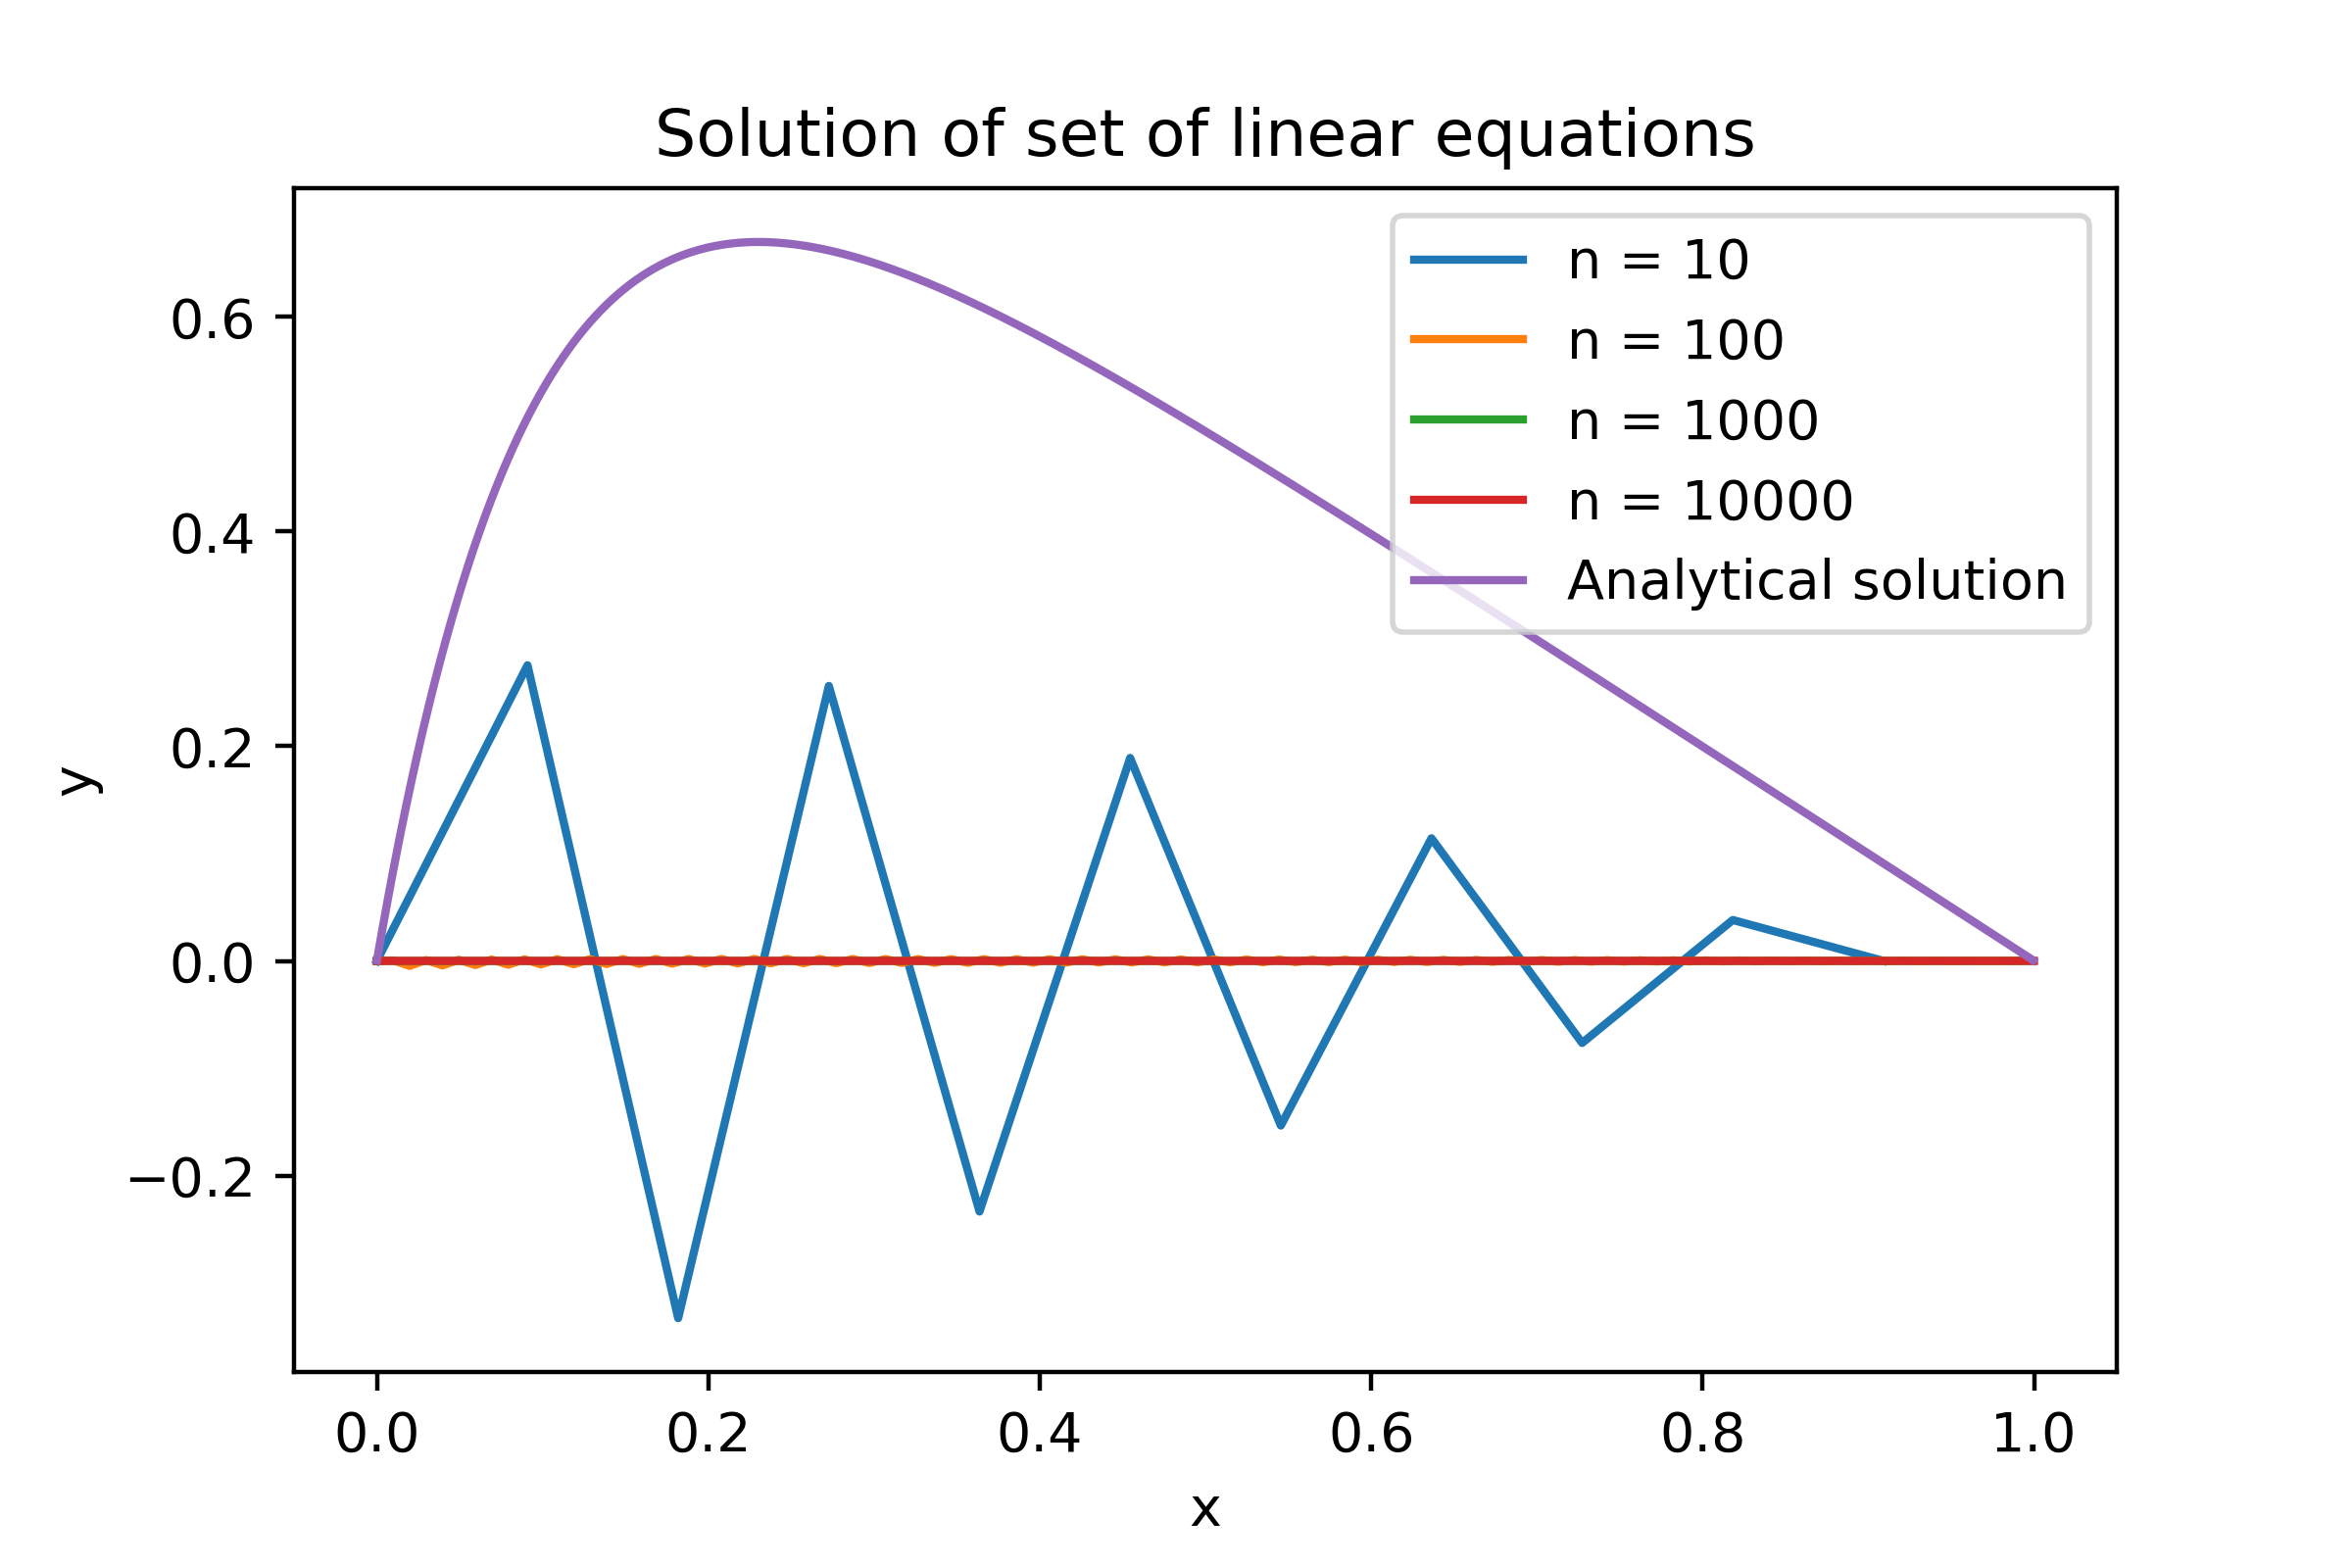 Solution of set of linear equations
n = 10
n = 100
n = 1000
n = 10000
Analytical solution
0.6
0.4
0.2
0.0
−0.2
y
0.0 0.2 0.4 0.6 0.8 1.0
x